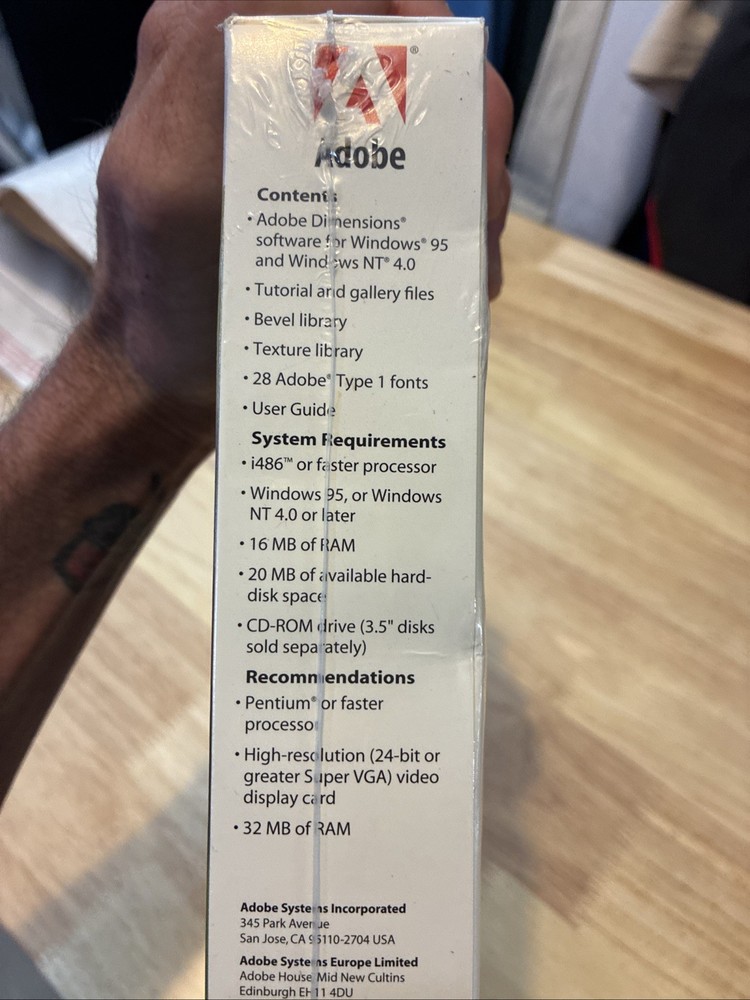 ®
Adobe
Contents
• Adobe Dimensions®
software for Windows® 95
and Windows NT® 4.0
• Tutorial and gallery files
• Bevel library
• Texture library
• 28 Adobe® Type 1 fonts
• User Guide
System Requirements
• i486™ or faster processor
• Windows 95, or Windows
NT 4.0 or later
• 16 MB of RAM
• 20 MB of available hard-
disk space
• CD-ROM drive (3.5" disks
sold separately)
Recommendations
• Pentium® or faster
processor
• High-resolution (24-bit or
greater Super VGA) video
display card
• 32 MB of RAM
Adobe Systems Incorporated
345 Park Avenue
San Jose, CA 95110-2704 USA
Adobe Systems Europe Limited
Adobe House Mid New Cultins
Edinburgh EH11 4DU